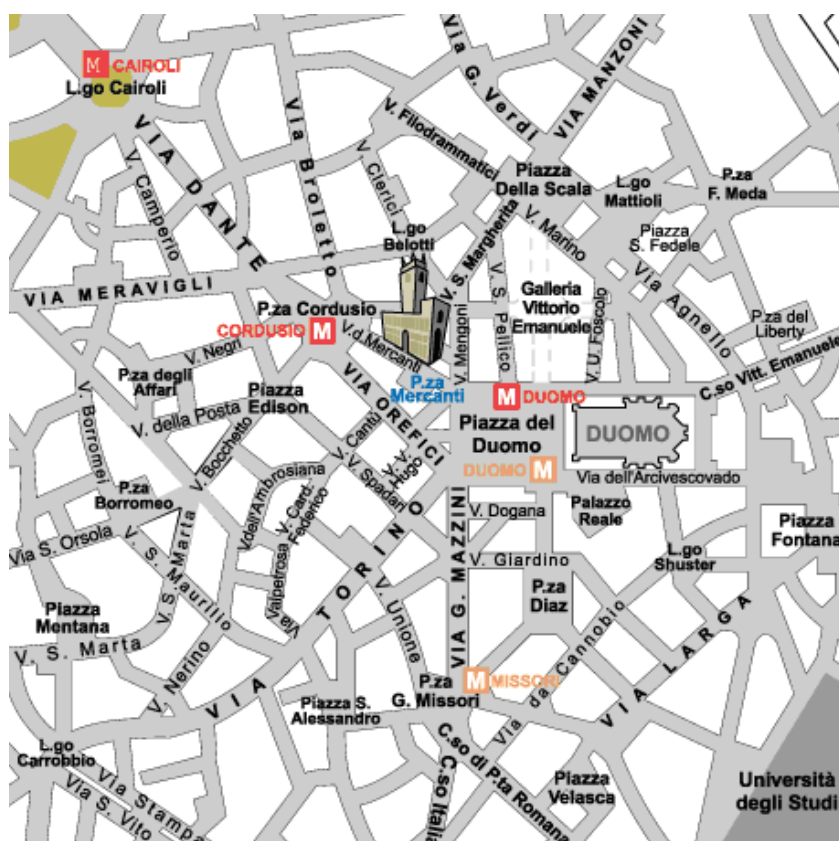 M CAIROLI
L.go Cairoli
VIA DANTE
V. Camperio
Via Broletto
V. Clerici
V. Filodrammatici
Via G. Verdi
VIA MANZONI
Piazza
Della Scala
L.go
Mattioli
P.za
F. Meda
L.go
Belotti
V. S. Margherita
V. Marino
Piazza
S. Fedele
Via Agnello
VIA MERAVIGLI
P.za Cordusio
CORDUSIO M
V.d.Mercanti
V. Mengoni
V. S. Pellico
Galleria
Vittorio
Emanuele
V. U. Foscolo
P.za del
Liberty
C.so Vitt. Emanuele
V. Negri
P.za degli
Affari
V. Borromei
V. della Posta
Piazza
Edison
VIA OREFICI
P.za
Mercanti
M DUOMO
Piazza del
Duomo
DUOMO
DUOMO M
V. Bocchetto
V. Cantù
V. Spadari
V. V.
Hugo
Via dell'Arcivescovado
P.za
Borromeo
V.dell'Ambrosiana
V. Card.
Federico
Via
Valpetrosa
V. Dogana
Palazzo
Reale
Piazza
Fontana
Via S. Orsola
V. S. Maurilio
V. S. Marta
VIA TORINO
VIA G. MAZZINI
V. Giardino
L.go
Shuster
Piazza
Mentana
V. S. Marta
V. Nerino
V. Unione
P.za
Diaz
Via da Cannobio
VIA LARGA
P.za
G. Missori
M MISSORI
Piazza S.
Alessandro
L.go
Carrobbio
Via Stampa
Via S. Vito
C.so Italia
C.so di P.ta Romana
Piazza
Velasca
Università
degli Studi